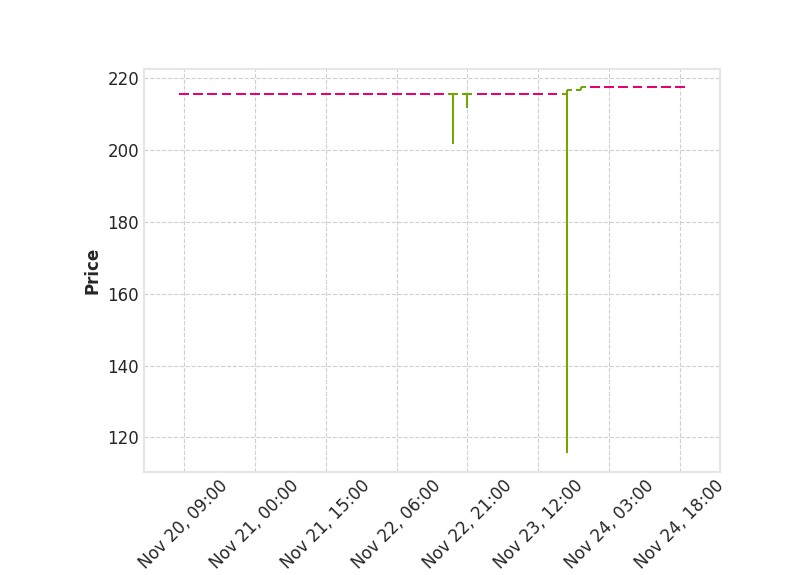 220
200
180
160
140
120
Price
Nov 20, 09:00
Nov 21, 00:00
Nov 21, 15:00
Nov 22, 06:00
Nov 22, 21:00
Nov 23, 12:00
Nov 24, 03:00
Nov 24, 18:00